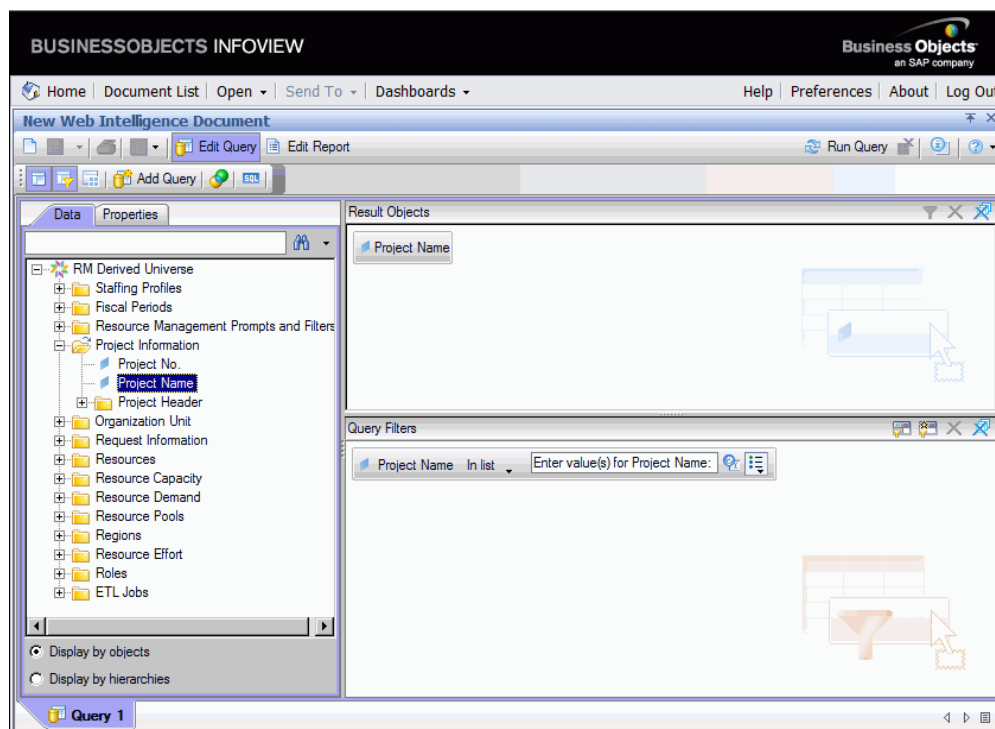 BUSINESSOBJECTS INFOVIEW
Business Objects
an SAP company
Home Document List Open Send To Dashboards Help Preferences About Log Out
New Web Intelligence Document
Edit Query Edit Report Run Query
Add Query SQL
Data Properties
RM Derived Universe
Staffing Profiles
Fiscal Periods
Resource Management Prompts and Filters
Project Information
Project No.
Project Name
Project Header
Organization Unit
Request Information
Resources
Resource Capacity
Resource Demand
Resource Pools
Regions
Resource Effort
Roles
ETL Jobs
Display by objects
Display by hierarchies
Result Objects
Project Name
Query Filters
Project Name In list Enter value(s) for Project Name:
Query 1